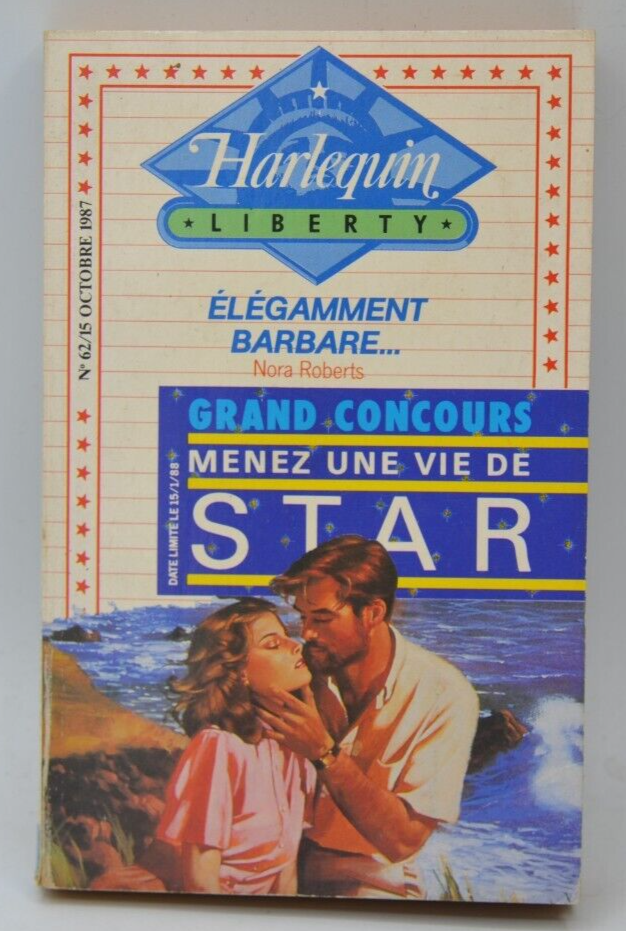 Harlequin
LIBERTY
Nº 62/15 OCTOBRE 1987
ÉLÉGAMMENT
BARBARE...
Nora Roberts
GRAND CONCOURS
MENEZ UNE VIE DE
STAR
DATE LIMITE LE 15/1/88